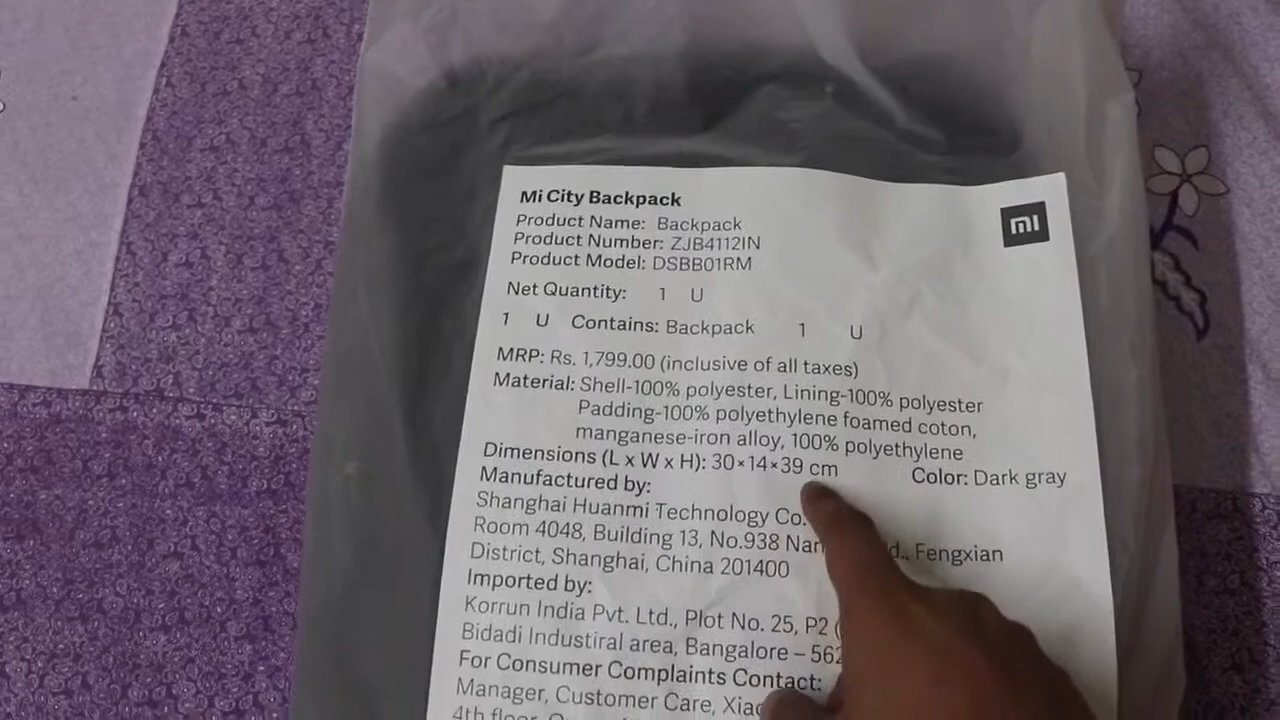 Mi City Backpack
mi
Product Name: Backpack
Product Number: ZJB4112IN
Product Model: DSBB01RM
Net Quantity: 1 U
1 U Contains: Backpack 1 U
MRP: Rs. 1,799.00 (inclusive of all taxes)
Material: Shell-100% polyester, Lining-100% polyester
Padding-100% polyethylene foamed coton,
manganese-iron alloy, 100% polyethylene
Dimensions (L x W x H): 30×14×39 cm Color: Dark gray
Manufactured by:
Shanghai Huanmi Technology Co.
Room 4048, Building 13, No.938 Fengxian
District, Shanghai, China 201400
Imported by:
Korrun India Pvt. Ltd., Plot No. 25, P2 (
Bidadi Industiral area, Bangalore – 562
For Consumer Complaints Contact:
Manager, Customer Care,
4th floor,